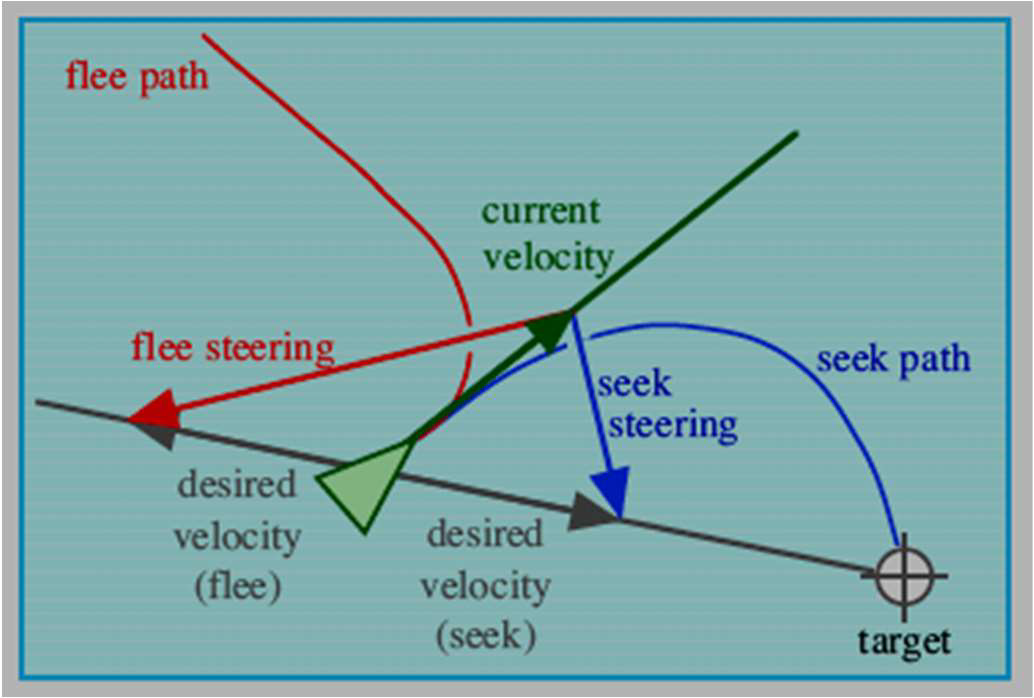 flee path
current
velocity
flee steering
seek path
seek
steering
desired
velocity
(flee)
desired
velocity
(seek)
target